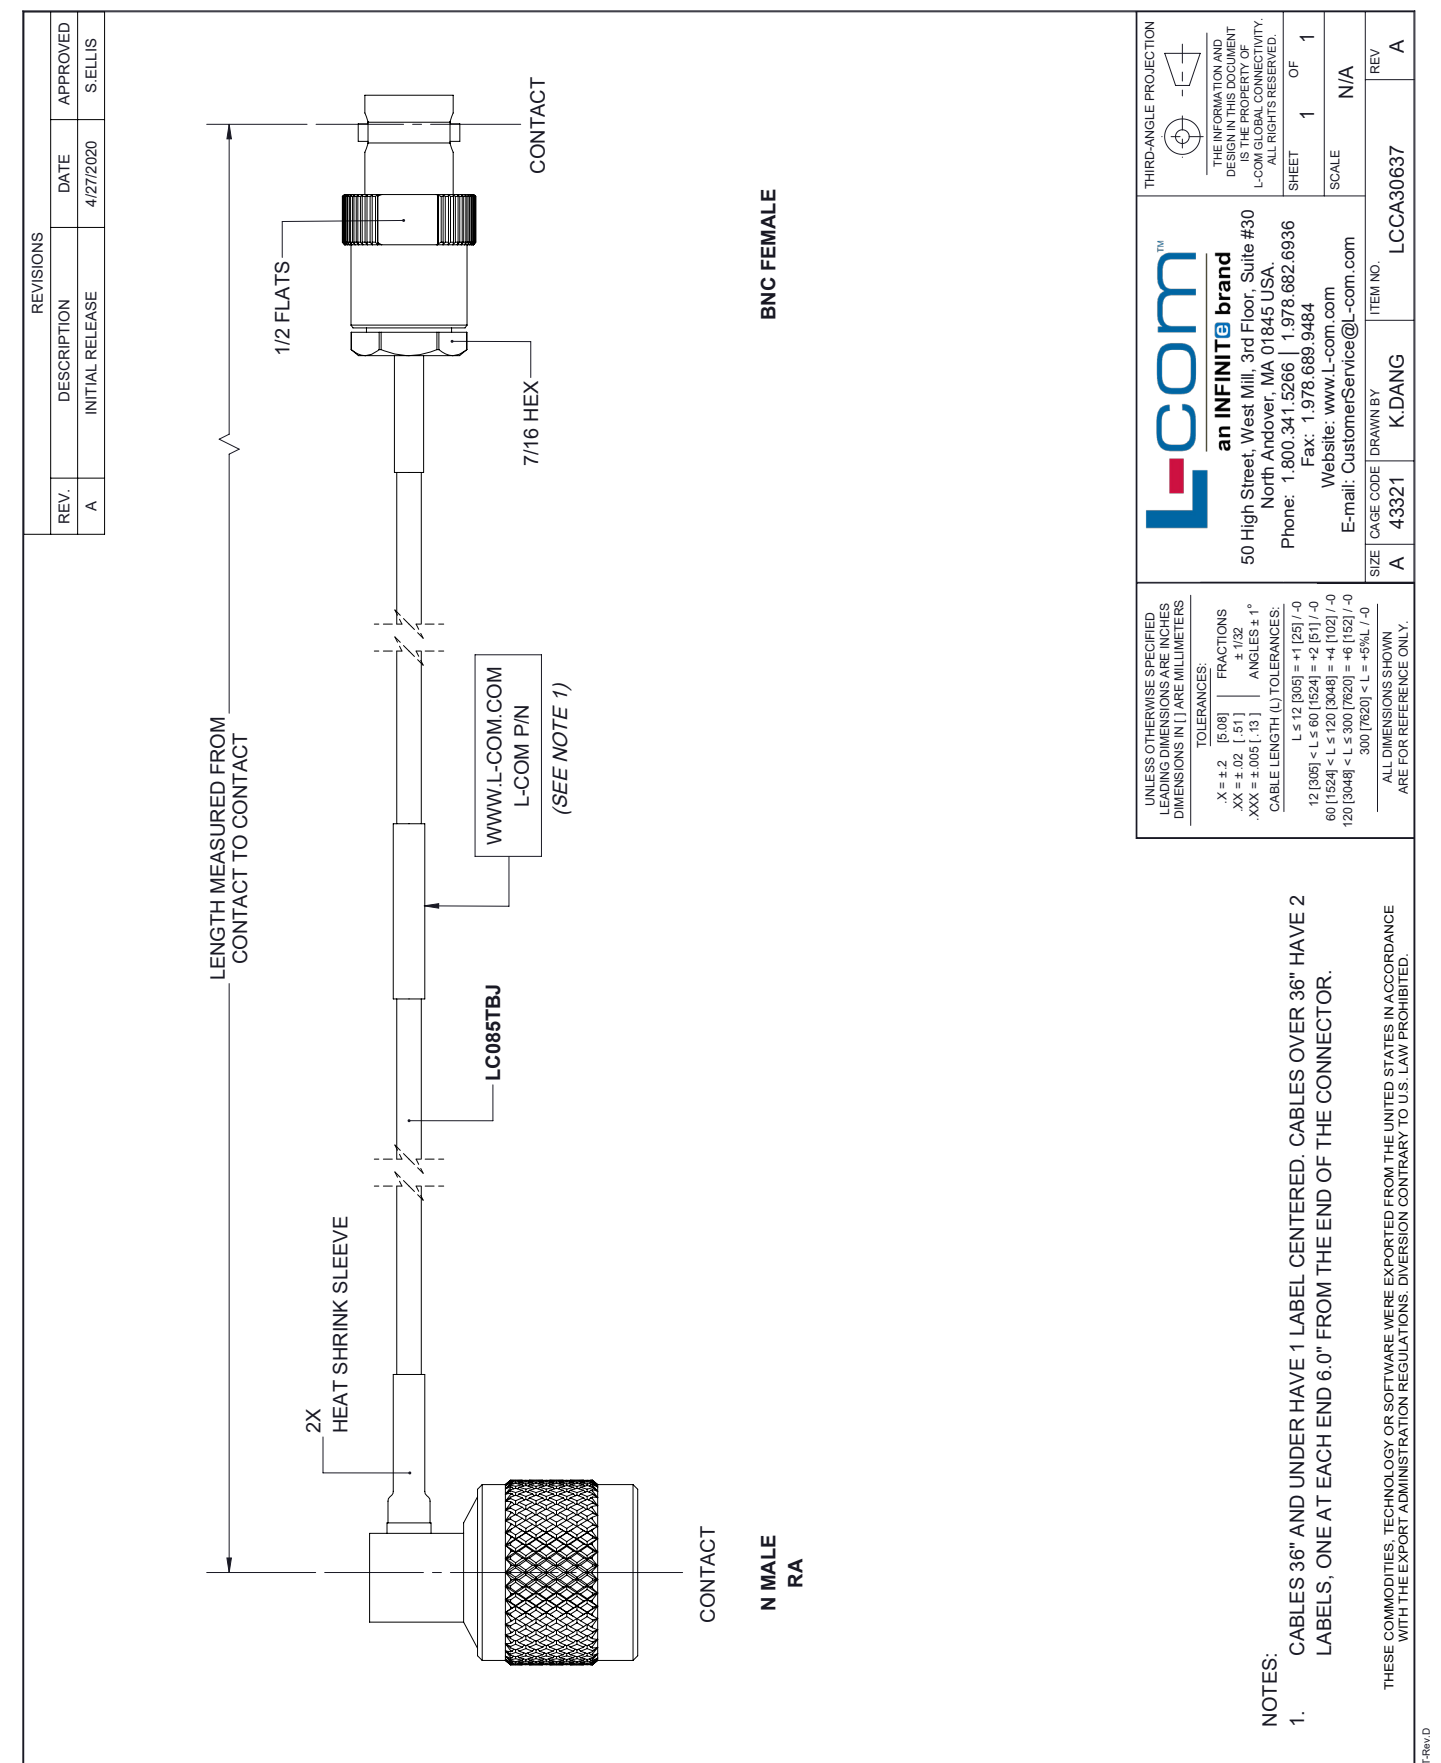 REVISIONS
REV. DESCRIPTION DATE APPROVED
A INITIAL RELEASE 4/27/2020 S.ELLIS
LENGTH MEASURED FROM
CONTACT TO CONTACT
1/2 FLATS
2X
HEAT SHRINK SLEEVE
LC085TBJ
WWW.L-COM.COM
L-COM P/N
(SEE NOTE 1)
7/16 HEX
CONTACT
CONTACT
N MALE
RA
BNC FEMALE
NOTES:
1. CABLES 36" AND UNDER HAVE 1 LABEL CENTERED. CABLES OVER 36" HAVE 2
LABELS, ONE AT EACH END 6.0" FROM THE END OF THE CONNECTOR.
THESE COMMODITIES, TECHNOLOGY OR SOFTWARE WERE EXPORTED FROM THE UNITED STATES IN ACCORDANCE
WITH THE EXPORT ADMINISTRATION REGULATIONS. DIVERSION CONTRARY TO U.S. LAW PROHIBITED.
UNLESS OTHERWISE SPECIFIED
LEADING DIMENSIONS ARE INCHES
DIMENSIONS IN [ ] ARE MILLIMETERS
TOLERANCES:
.X = ± .2 [5.08] FRACTIONS
.XX = ± .02 [ .51 ] ± 1/32
.XXX = ± .005 [ .13 ] ANGLES ± 1°
CABLE LENGTH (L) TOLERANCES:
L ≤ 12 [305] = +1 [25] / -0
12 [305] < L ≤ 60 [1524] = +2 [51] / -0
60 [1524] < L ≤ 120 [3048] = +4 [102] / -0
120 [3048] < L ≤ 300 [7620] = +6 [152] / -0
300 [7620] < L = +5%L / -0
ALL DIMENSIONS SHOWN
ARE FOR REFERENCE ONLY.
L-com™
an INFINITe brand
50 High Street, West Mill, 3rd Floor, Suite #30
North Andover, MA 01845 USA.
Phone: 1.800.341.5266 | 1.978.682.6936
Fax: 1.978.689.9484
Website: www.L-com.com
E-mail: CustomerService@L-com.com
THIRD-ANGLE PROJECTION
THE INFORMATION AND
DESIGN IN THIS DOCUMENT
IS THE PROPERTY OF
L-COM GLOBAL CONNECTIVITY.
ALL RIGHTS RESERVED.
SHEET 1 OF 1
SCALE N/A
SIZE A
CAGE CODE 43321
DRAWN BY K.DANG
ITEM NO. LCCA30637
REV A
T-Rev.D